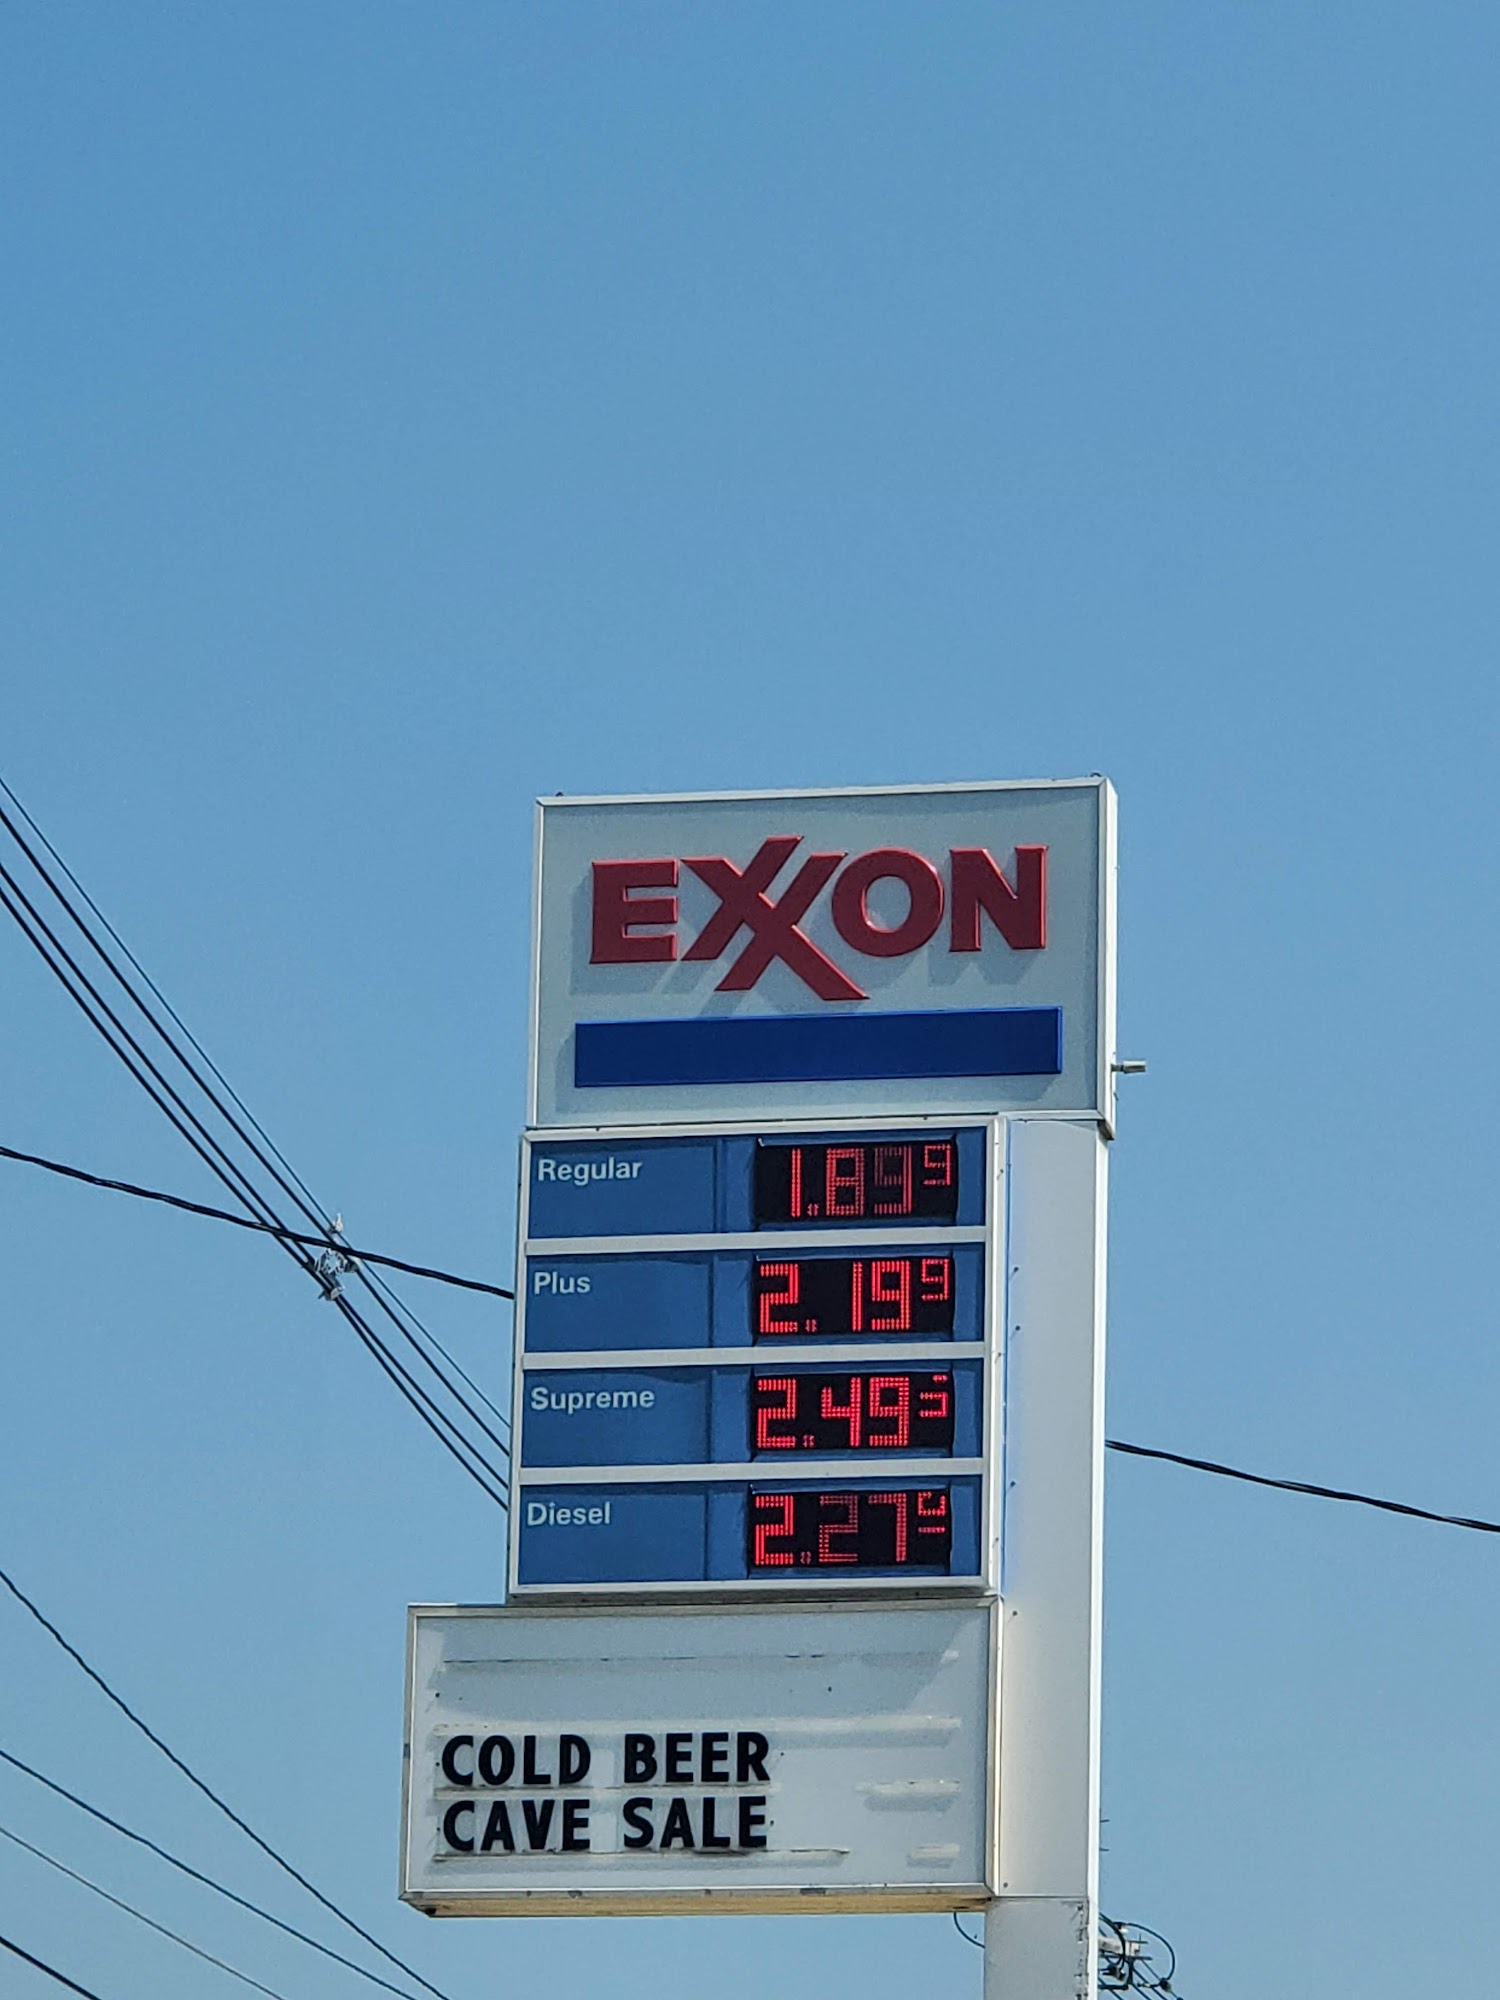 EXXON
Regular 1.89 9
Plus 2.19 9
Supreme 2.49 5
Diesel 2.27 9
COLD BEER
CAVE SALE